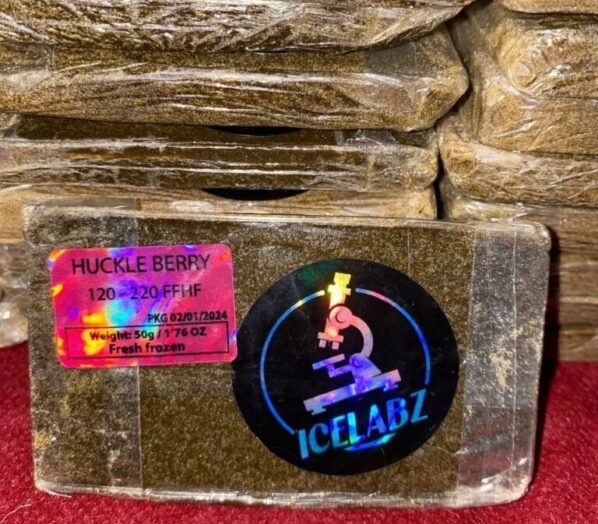 HUCKLE BERRY
120 - 220 FFHF
PKG 02/01/2024
Weight: 50g / 1'76 OZ
Fresh frozen
ICELABZ